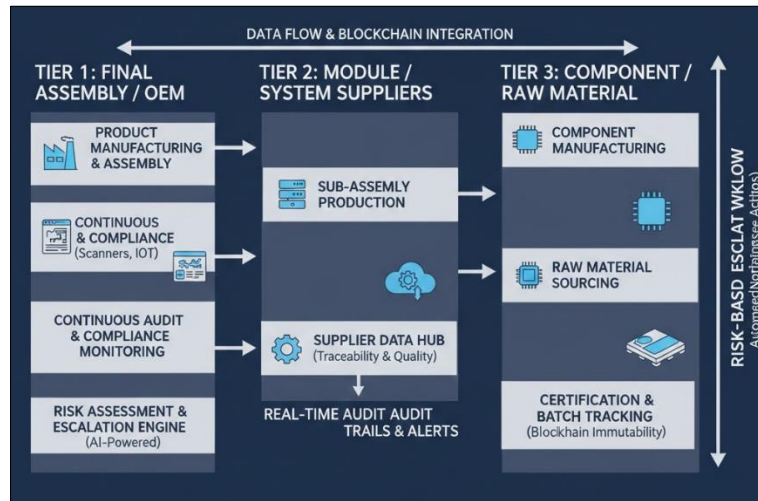 DATA FLOW & BLOCKCHAIN INTEGRATION
TIER 1: FINAL
ASSEMBLY / OEM
PRODUCT
MANUFACTURING
& ASSEMBLY
CONTINUOUS
& COMPLIANCE
(Scanners, IOT)
CONTINUOUS AUDIT
& COMPLIANCE
MONITORING
RISK ASSESSMENT &
ESCALATION ENGINE
(AI-Powered)
TIER 2: MODULE /
SYSTEM SUPPLIERS
SUB-ASSEMLY
PRODUCTION
SUPPLIER DATA HUB
(Traceability & Quality)
REAL-TIME AUDIT AUDIT
TRAILS & ALERTS
TIER 3: COMPONENT /
RAW MATERIAL
COMPONENT
MANUFACTURING
RAW MATERIAL
SOURCING
CERTIFICATION &
BATCH TRACKING
(Blockchain Immutability)
RISK-BASD ESCLAT WKLOW